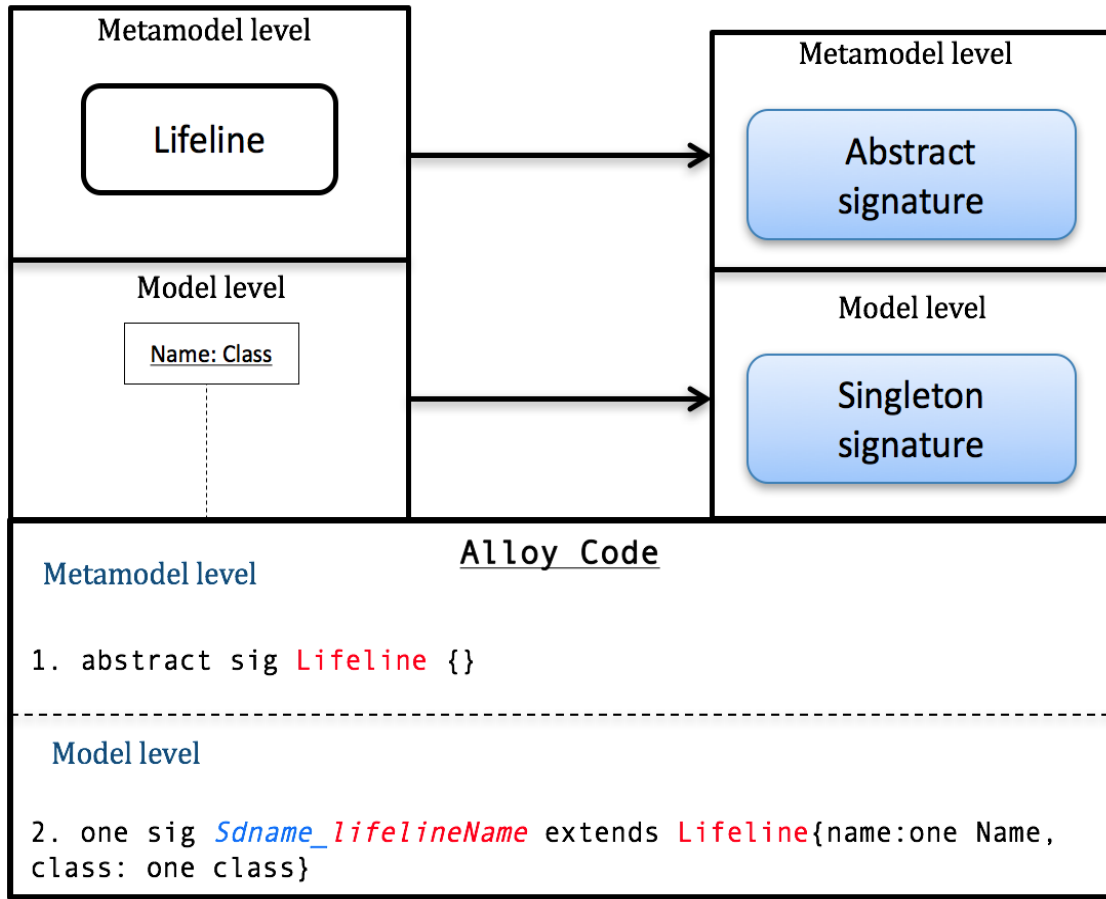 Metamodel level
Lifeline
Model level
Name: Class
Metamodel level
Abstract
signature
Model level
Singleton
signature
Alloy Code
Metamodel level
1. abstract sig Lifeline {}
Model level
2. one sig Sdname_lifelineName extends Lifeline{name:one Name,
class: one class}